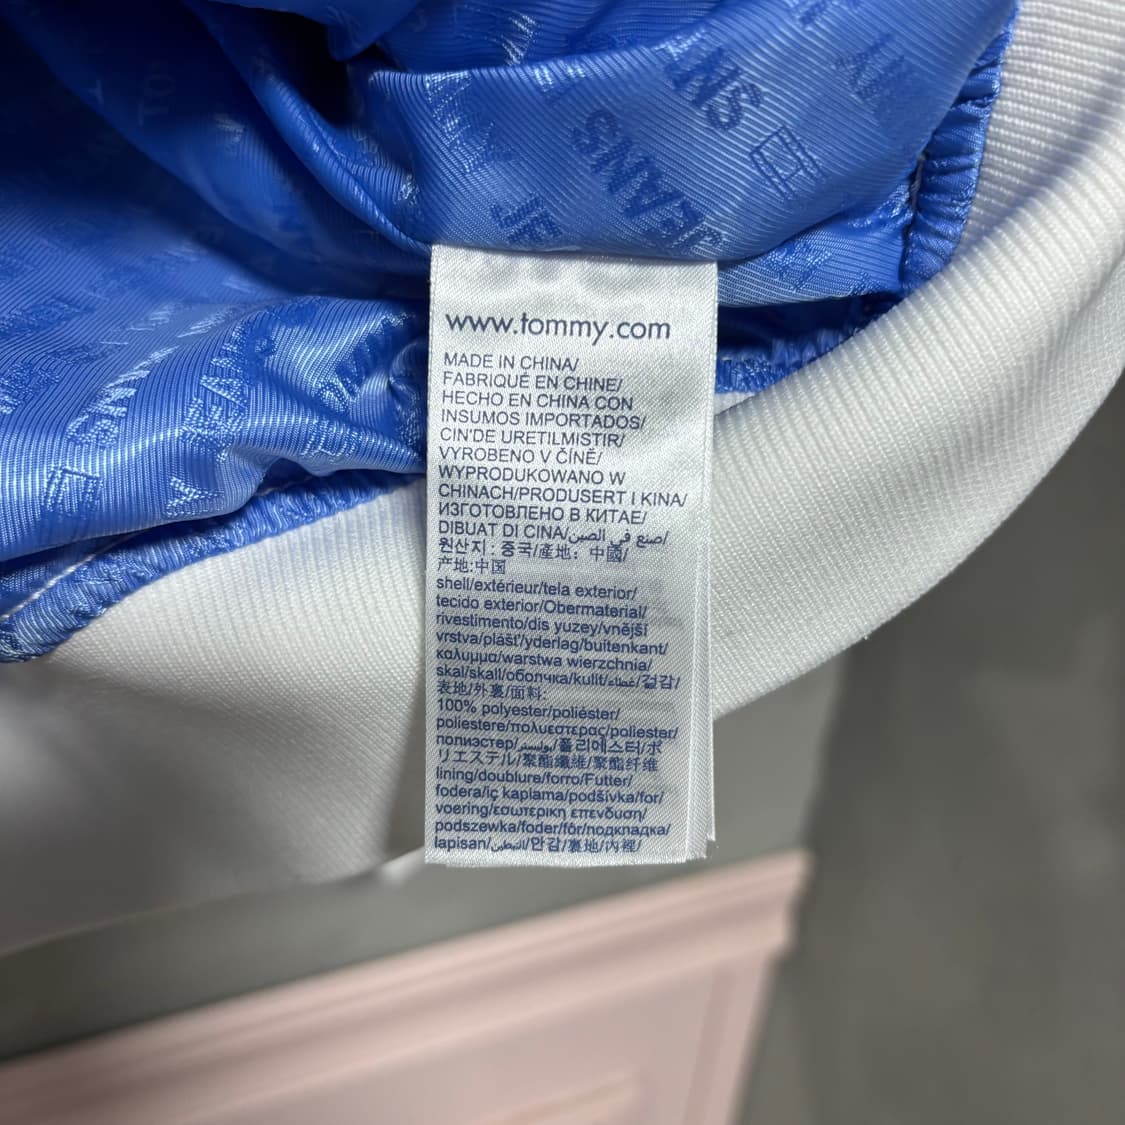 JEANS
JEANS
www.tommy.com
MADE IN CHINA/
FABRIQUÉ EN CHINE/
HECHO EN CHINA CON
INSUMOS IMPORTADOS/
CIN'DE URETILMISTIR/
VYROBENO V ČÍNĚ/
WYPRODUKOWANO W
CHINACH/PRODUSERT I KINA/
ИЗГОТОВЛЕНО В КИТАЕ/
DIBUAT DI CINA/صنع في الصين/
원산지 : 중국/產地：中國/
产地:中国
shell/extérieur/tela exterior/
tecido exterior/Obermaterial/
rivestimento/dis yuzey/vnější
vrstva/plášť/yderlag/buitenkant/
καλυμμα/warstwa wierzchnia/
skal/skall/оболчка/kulit/غطاء/겉감/
表地/外裏/面料:
100% polyester/poliéster/
poliestere/πολυεστερας/poliester/
полиэстер/بوليستر/폴리에스터/ポ
リエステル/聚酯纖維/聚酯纤维
lining/doublure/forro/Futter/
fodera/iç kaplama/podšívka/for/
voering/εσωτερικη επενδυση/
podszewka/foder/fôr/подкладка/
lapisan/التبطين/안감/裏地/內裡/